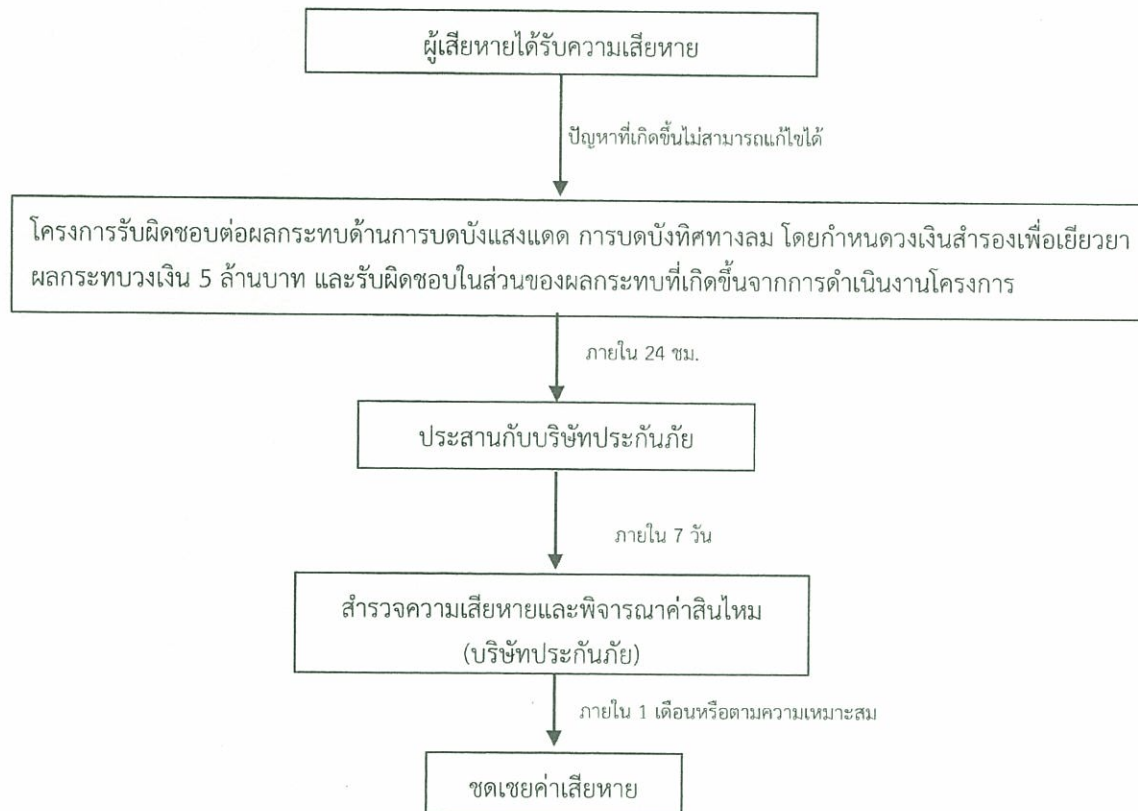 ผู้เสียหายได้รับความเสียหาย
ปัญหาที่เกิดขึ้นไม่สามารถแก้ไขได้
โครงการรับผิดชอบต่อผลกระทบด้านการบดบังแสงแดด การบดบังทิศทางลม โดยกำหนดวงเงินสำรองเพื่อเยียวยา
ผลกระทบวงเงิน 5 ล้านบาท และรับผิดชอบในส่วนของผลกระทบที่เกิดขึ้นจากการดำเนินงานโครงการ
ภายใน 24 ชม.
ประสานกับบริษัทประกันภัย
ภายใน 7 วัน
สำรวจความเสียหายและพิจารณาค่าสินไหม
(บริษัทประกันภัย)
ภายใน 1 เดือนหรือตามความเหมาะสม
ชดเชยค่าเสียหาย